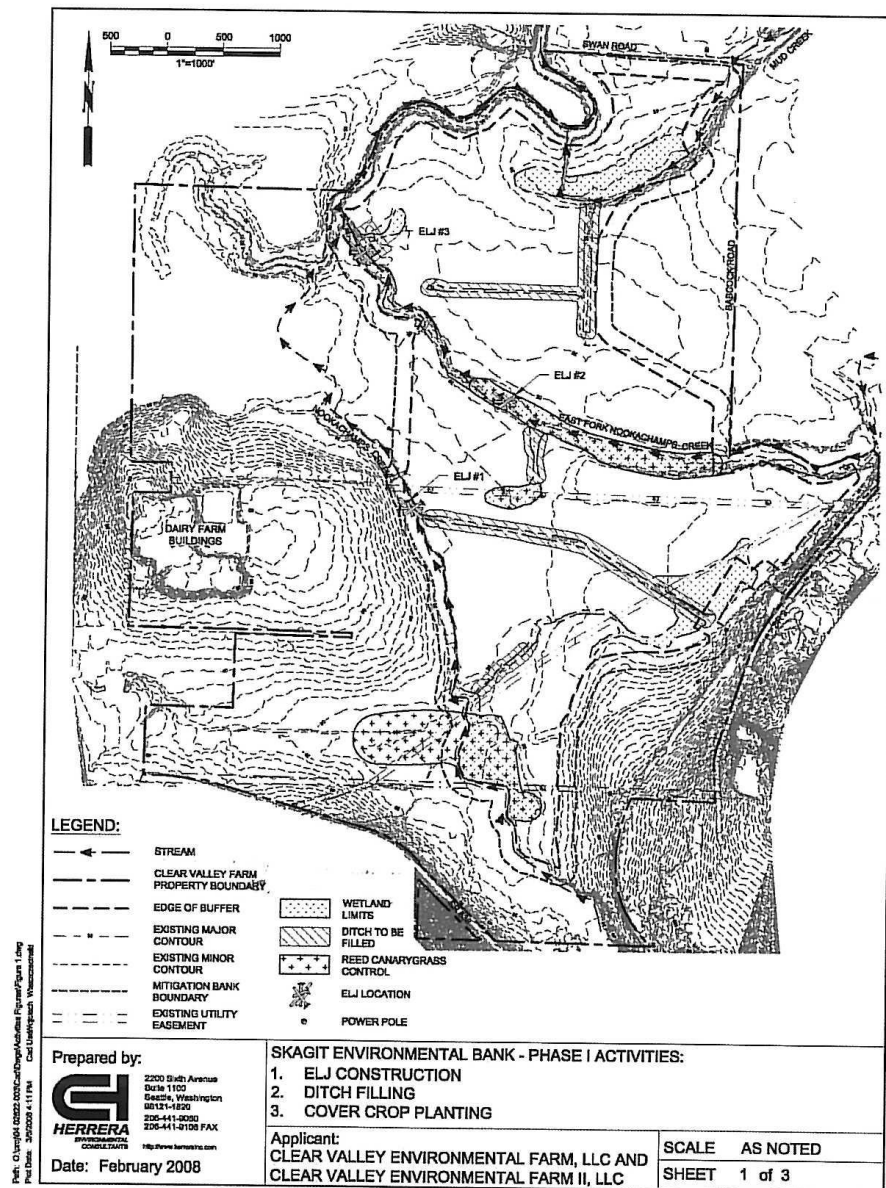 500 0 500 1000
1"=1000'
N
SWAN ROAD
MUD CREEK
ELJ #3
BABCOCK ROAD
ELJ #2
EAST FORK NOOKACHAMPS CREEK
NOOKACHAMPS
ELJ #1
DAIRY FARM
BUILDINGS
LEGEND:
STREAM
CLEAR VALLEY FARM
PROPERTY BOUNDARY
EDGE OF BUFFER
EXISTING MAJOR
CONTOUR
EXISTING MINOR
CONTOUR
MITIGATION BANK
BOUNDARY
EXISTING UTILITY
EASEMENT
WETLAND
LIMITS
DITCH TO BE
FILLED
REED CANARYGRASS
CONTROL
ELJ LOCATION
POWER POLE
Prepared by:
HERRERA
ENVIRONMENTAL
CONSULTANTS
2200 Sixth Avenue
Suite 1100
Seattle, Washington
98121-1820
206-441-9080
206-441-9108 FAX
http://www.herrerainc.com
Date: February 2008
SKAGIT ENVIRONMENTAL BANK - PHASE I ACTIVITIES:
1. ELJ CONSTRUCTION
2. DITCH FILLING
3. COVER CROP PLANTING
Applicant:
CLEAR VALLEY ENVIRONMENTAL FARM, LLC AND
CLEAR VALLEY ENVIRONMENTAL FARM II, LLC
SCALE AS NOTED
SHEET 1 of 3